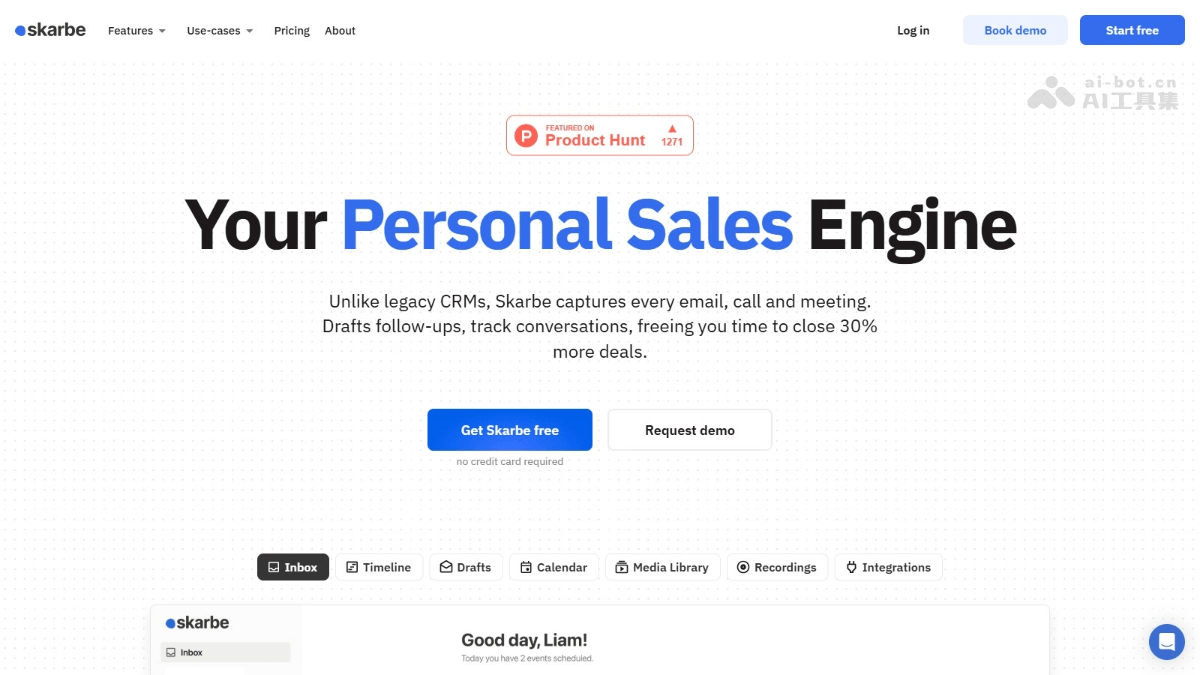 skarbe
Features
Use-cases
Pricing
About
Log in
Book demo
Start free
ai-bot.cn
AI工具集
FEATURED ON
Product Hunt
1271
Your Personal Sales Engine
Unlike legacy CRMs, Skarbe captures every email, call and meeting.
Drafts follow-ups, track conversations, freeing you time to close 30%
more deals.
Get Skarbe free
Request demo
no credit card required
Inbox
Timeline
Drafts
Calendar
Media Library
Recordings
Integrations
skarbe
Inbox
Good day, Liam!
Today you have 2 events scheduled.